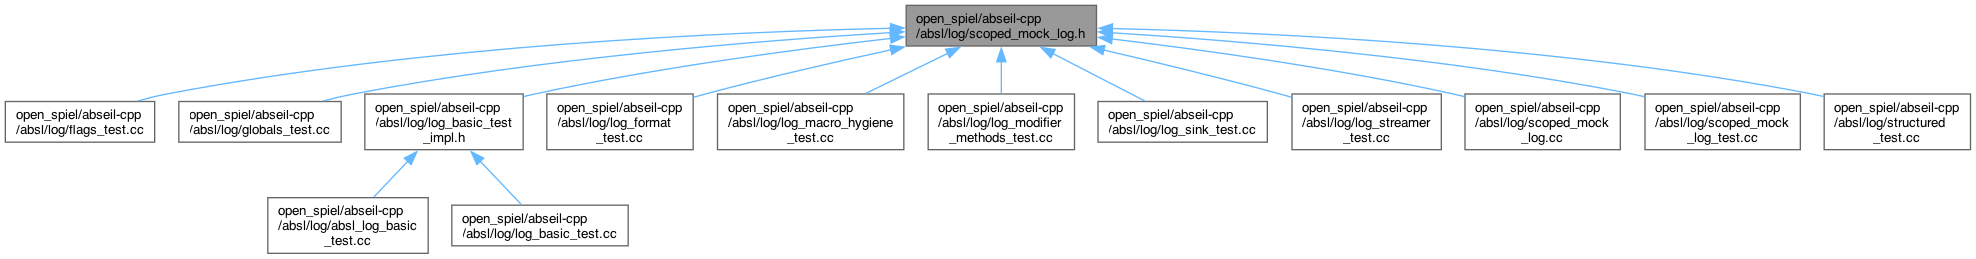 open_spiel/abseil-cpp
/absl/log/scoped_mock_log.h
open_spiel/abseil-cpp
/absl/log/flags_test.cc
open_spiel/abseil-cpp
/absl/log/globals_test.cc
open_spiel/abseil-cpp
/absl/log/log_basic_test
_impl.h
open_spiel/abseil-cpp
/absl/log/log_format
_test.cc
open_spiel/abseil-cpp
/absl/log/log_macro_hygiene
_test.cc
open_spiel/abseil-cpp
/absl/log/log_modifier
_methods_test.cc
open_spiel/abseil-cpp
/absl/log/log_sink_test.cc
open_spiel/abseil-cpp
/absl/log/log_streamer
_test.cc
open_spiel/abseil-cpp
/absl/log/scoped_mock
_log.cc
open_spiel/abseil-cpp
/absl/log/scoped_mock
_log_test.cc
open_spiel/abseil-cpp
/absl/log/structured
_test.cc
open_spiel/abseil-cpp
/absl/log/absl_log_basic
_test.cc
open_spiel/abseil-cpp
/absl/log/log_basic_test.cc